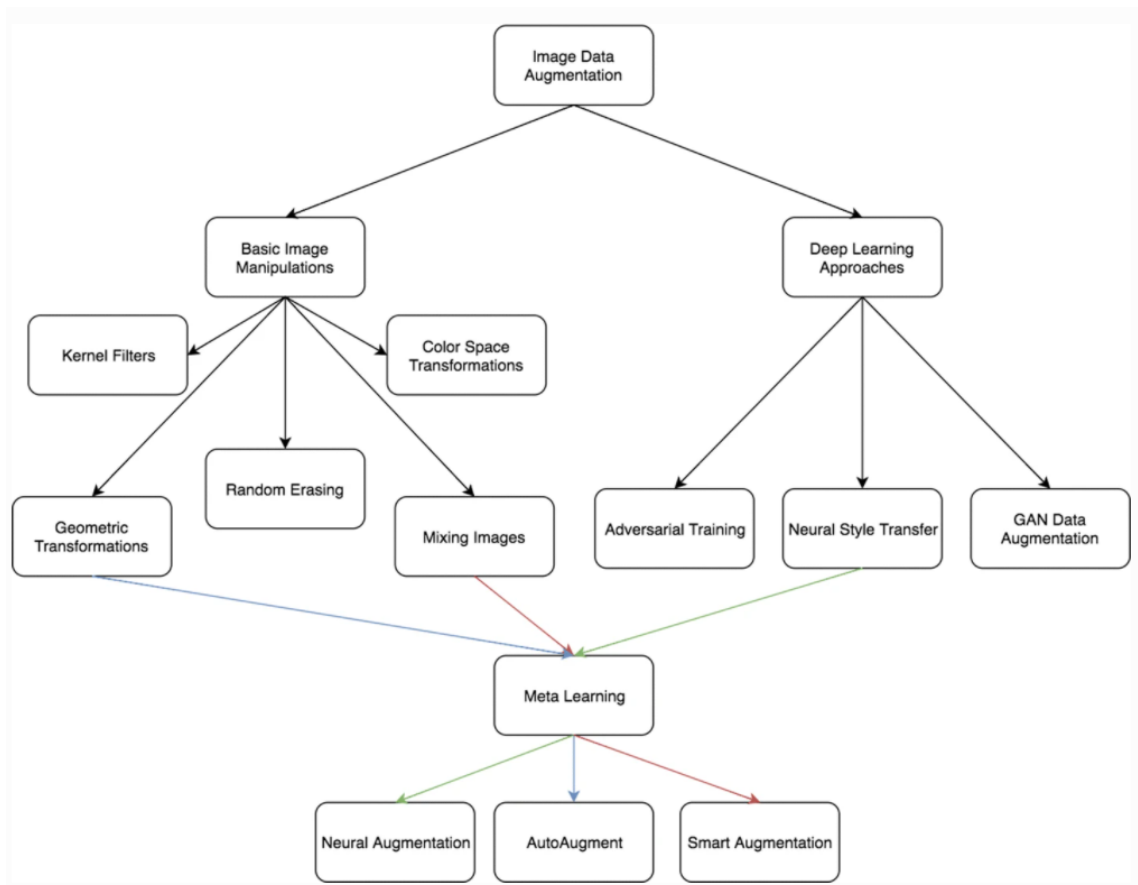 Image Data
Augmentation
Basic Image
Manipulations
Deep Learning
Approaches
Kernel Filters
Color Space
Transformations
Geometric
Transformations
Random Erasing
Mixing Images
Adversarial Training
Neural Style Transfer
GAN Data
Augmentation
Meta Learning
Neural Augmentation
AutoAugment
Smart Augmentation